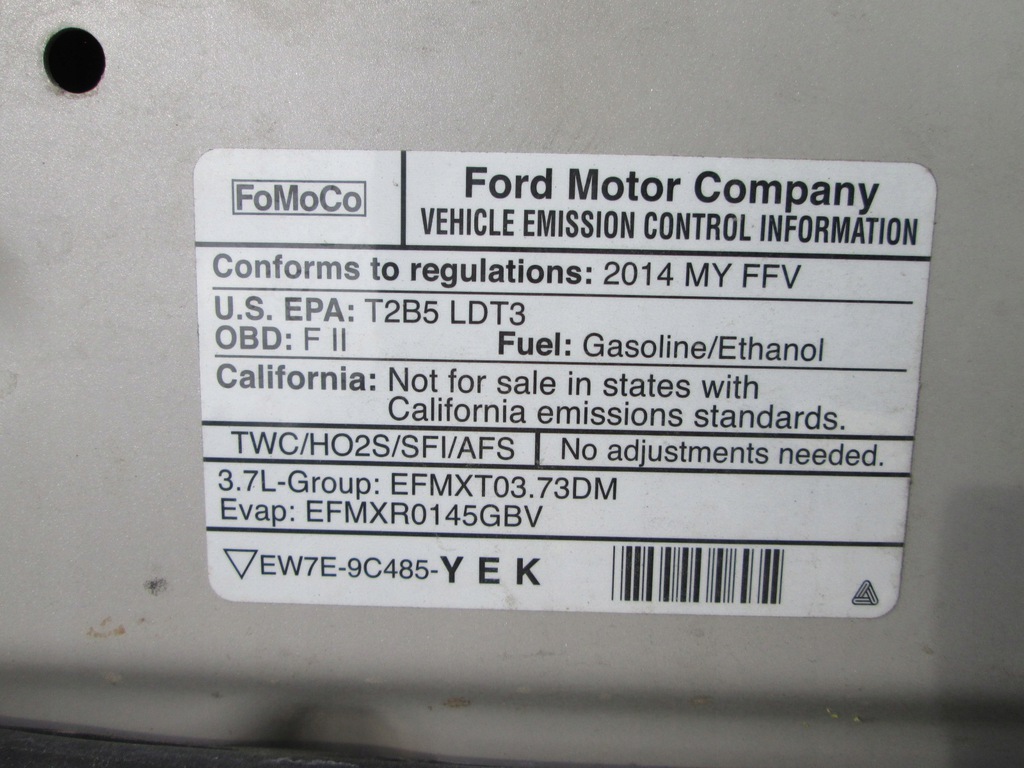 FoMoCo
Ford Motor Company
VEHICLE EMISSION CONTROL INFORMATION
Conforms to regulations: 2014 MY FFV
U.S. EPA: T2B5 LDT3
OBD: F II Fuel: Gasoline/Ethanol
California: Not for sale in states with
California emissions standards.
TWC/HO2S/SFI/AFS No adjustments needed.
3.7L-Group: EFMXT03.73DM
Evap: EFMXR0145GBV
EW7E-9C485-YEK